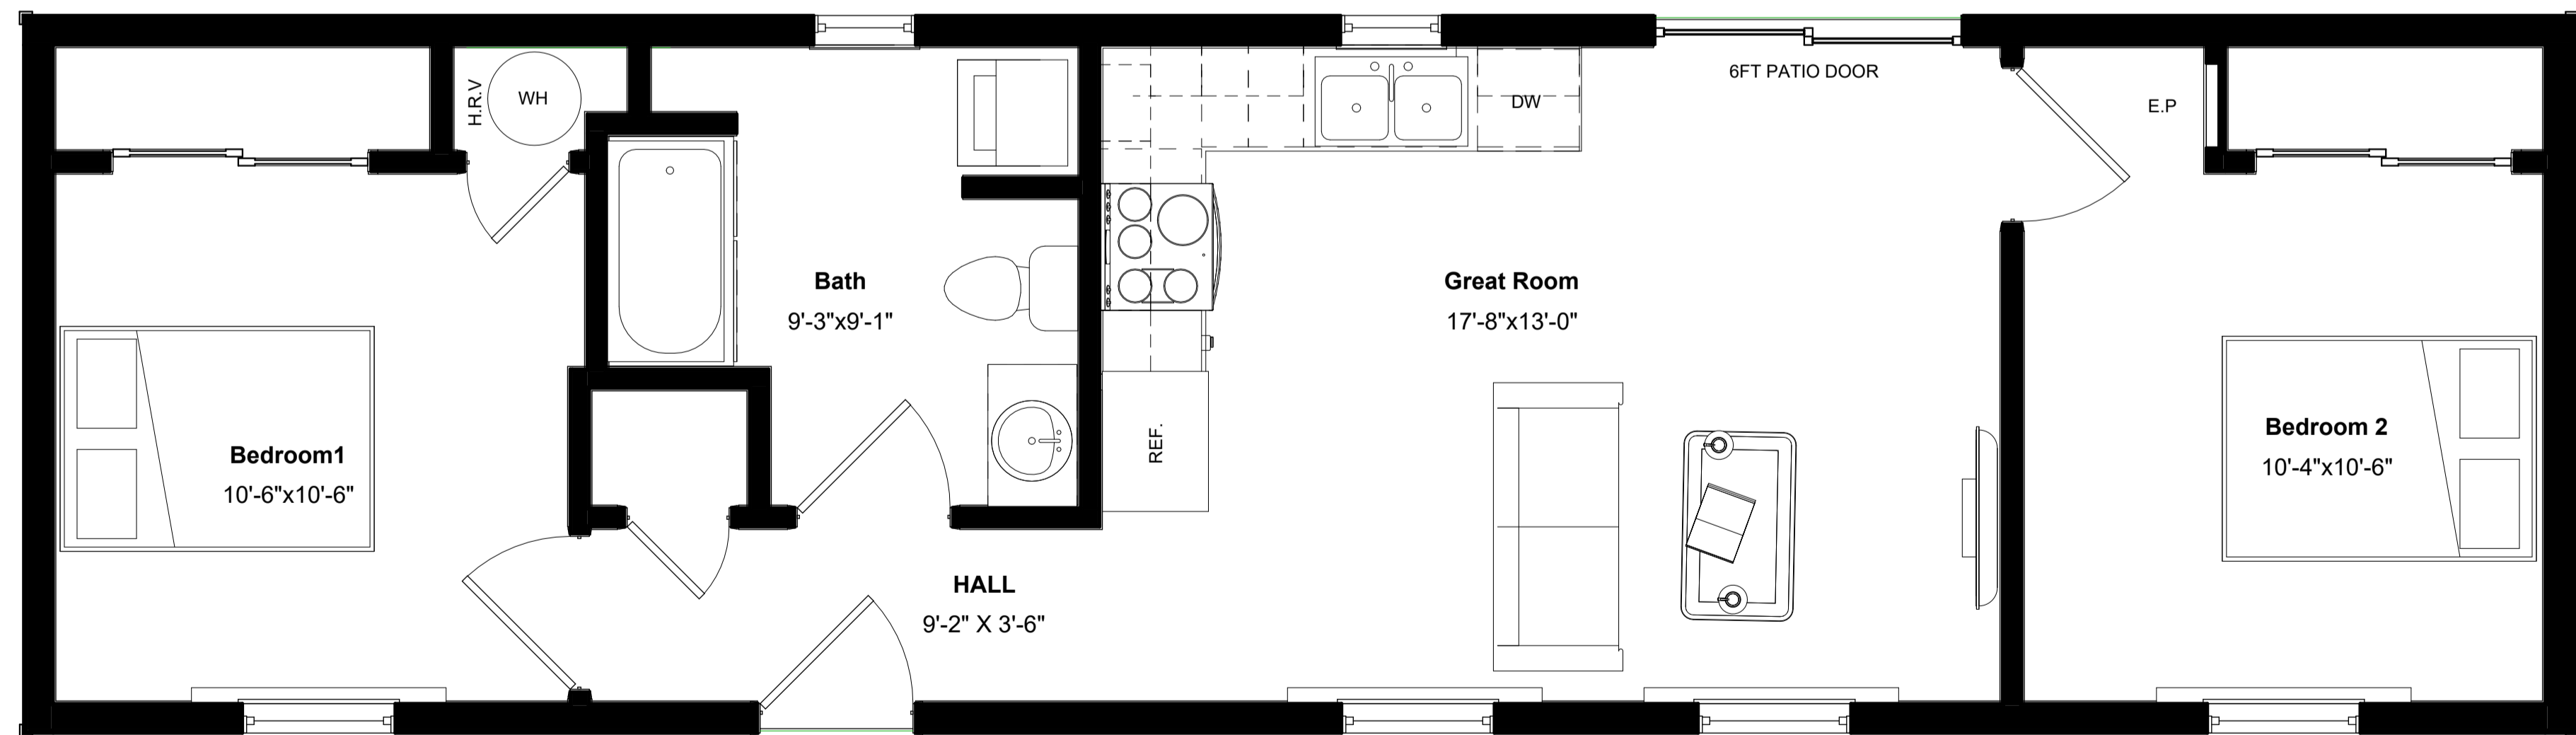 H.R.V
WH
DW
6FT PATIO DOOR
E.P
Bath
9'-3"x9'-1"
Great Room
17'-8"x13'-0"
REF.
Bedroom1
10'-6"x10'-6"
Bedroom 2
10'-4"x10'-6"
HALL
9'-2" X 3'-6"